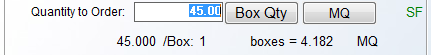 Quantity to Order: 45.00 Box Qty MQ SF
45.000 /Box: 1 boxes = 4.182 MQ